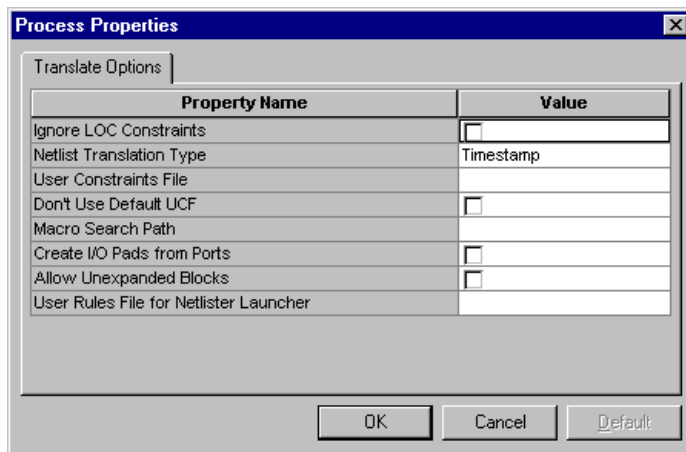 Process Properties
Translate Options
Property Name Value
Ignore LOC Constraints
Netlist Translation Type Timestamp
User Constraints File
Don't Use Default UCF
Macro Search Path
Create I/O Pads from Ports
Allow Unexpanded Blocks
User Rules File for Netlister Launcher
OK Cancel Default